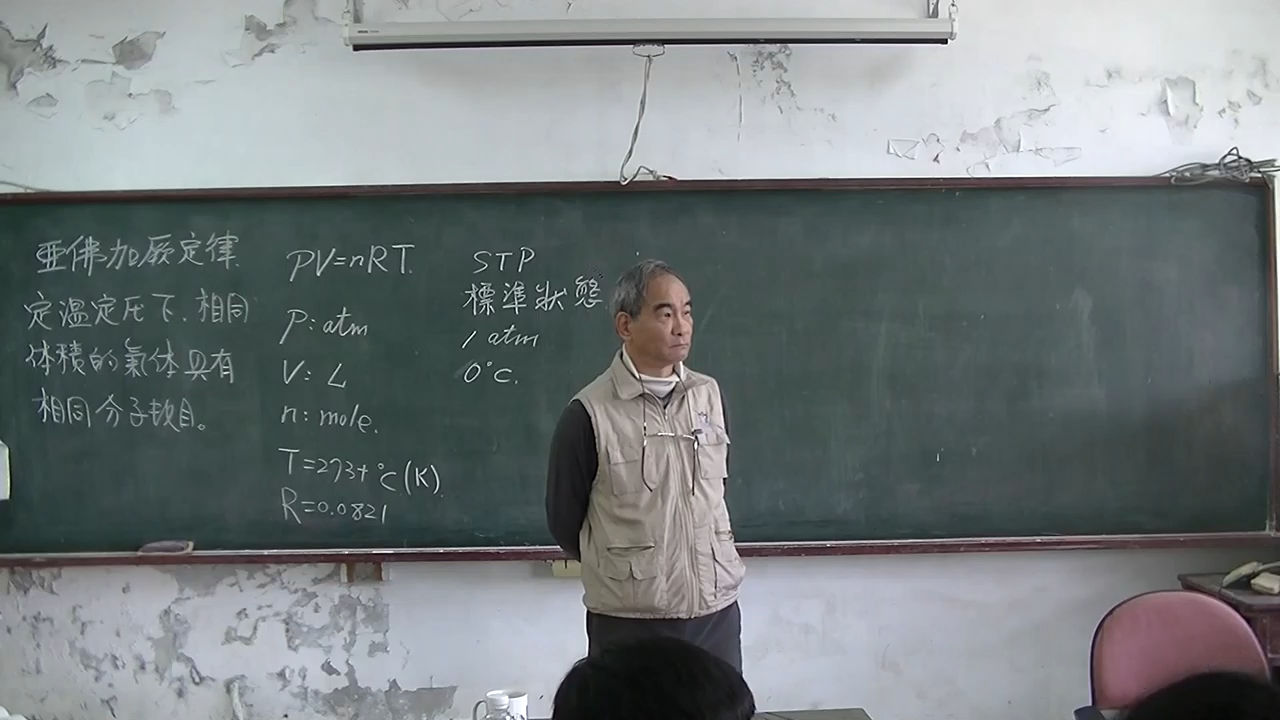 亞佛加厥定律
定溫定压下、相同
体積的氣体具有
相同分子数目。
PV=nRT.
P:atm
V:L
n:mole.
T=273+°C(K).
R=0.0821
STP
標準狀態
1 atm
0°C.